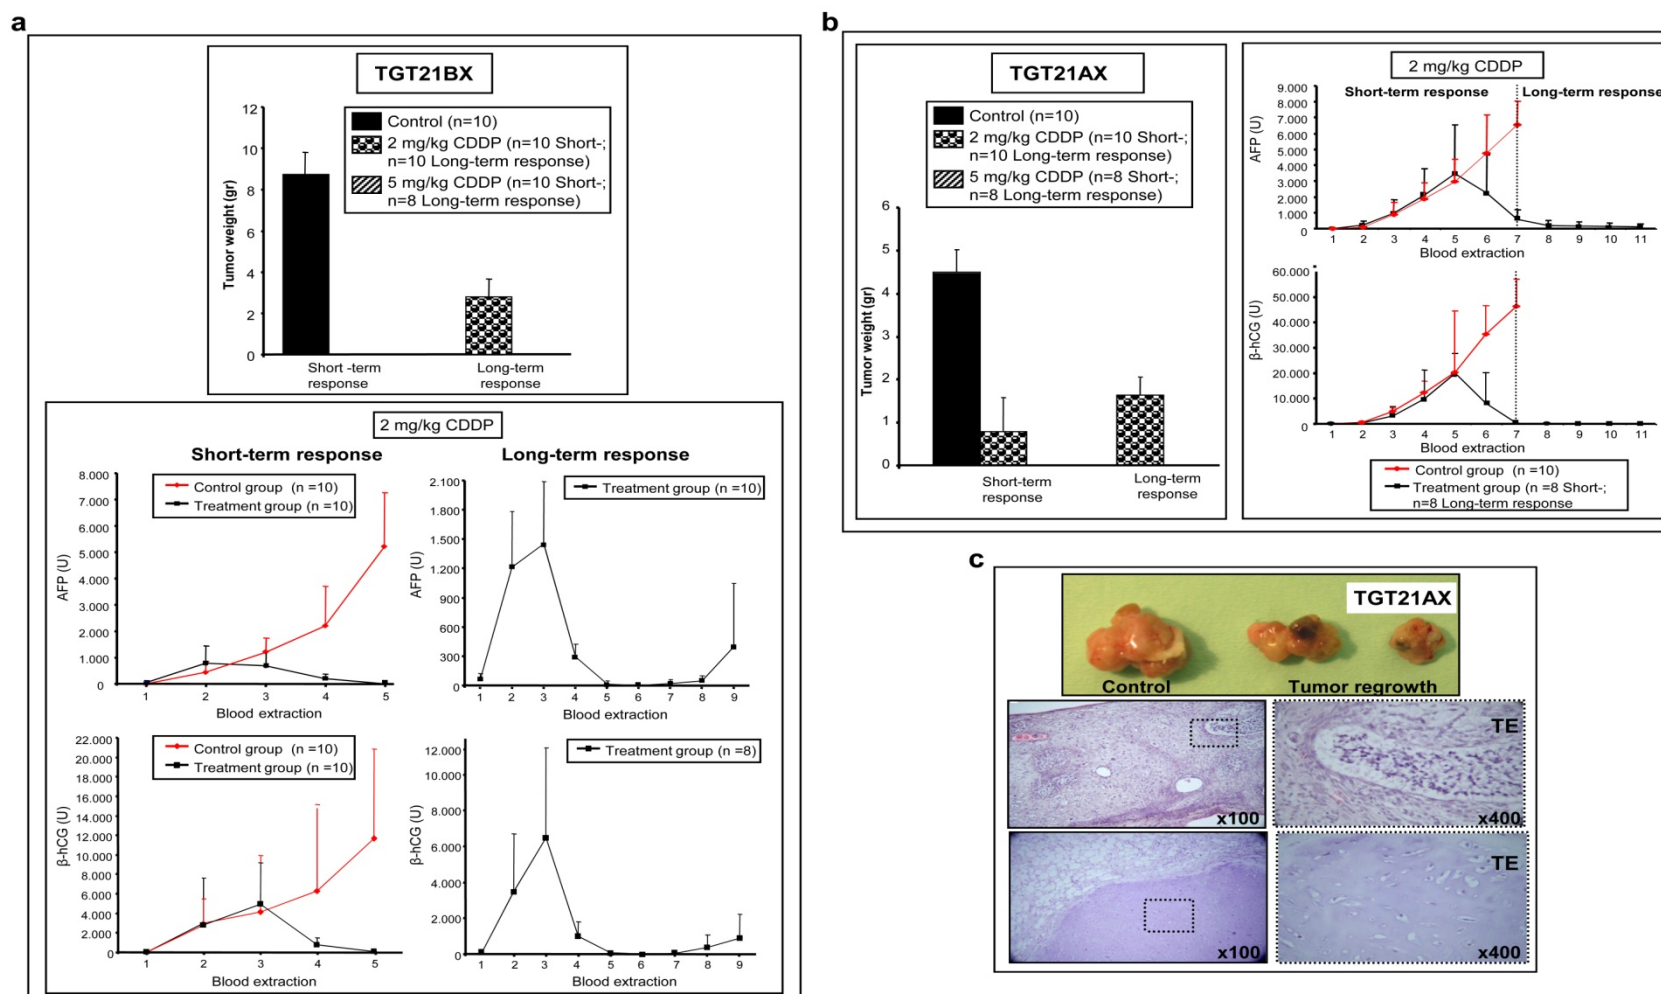 a
TGT21BX
Control (n=10)
2 mg/kg CDDP (n=10 Short-;
n=10 Long-term response)
5 mg/kg CDDP (n=10 Short-;
n=8 Long-term response)
Tumor weight (gr)
12
10
8
6
4
2
0
Short -term
response
Long-term
response
2 mg/kg CDDP
Short-term response
Long-term response
Control group (n =10)
Treatment group (n =10)
AFP (U)
8.000
7.000
6.000
5.000
4.000
3.000
2.000
1.000
0
1 2 3 4 5
Blood extraction
Treatment group (n =10)
AFP (U)
2.100
1.800
1.500
1.200
900
600
300
0
1 2 3 4 5 6 7 8 9
Blood extraction
Control group (n =10)
Treatment group (n =10)
β-hCG (U)
22.000
20.000
18.000
16.000
14.000
12.000
10.000
8.000
6.000
4.000
2.000
0
1 2 3 4 5
Blood extraction
Treatment group (n =8)
β-hCG (U)
12.000
10.000
8.000
6.000
4.000
2.000
0
1 2 3 4 5 6 7 8 9
Blood extraction
b
TGT21AX
Control (n=10)
2 mg/kg CDDP (n=10 Short-;
n=10 Long-term response)
5 mg/kg CDDP (n=8 Short-;
n=8 Long-term response)
Tumor weight (gr)
6
5
4
3
2
1
0
Short-term
response
Long-term
response
2 mg/kg CDDP
Short-term response
Long-term response
AFP (U)
9.000
8.000
7.000
6.000
5.000
4.000
3.000
2.000
1.000
0
1 2 3 4 5 6 7 8 9 10 11
Blood extraction
β-hCG (U)
60.000
50.000
40.000
30.000
20.000
10.000
0
1 2 3 4 5 6 7 8 9 10 11
Blood extraction
Control group (n =10)
Treatment group (n =8 Short-;
n=8 Long-term response
c
TGT21AX
Control
Tumor regrowth
x100
TE
x400
x100
TE
x400